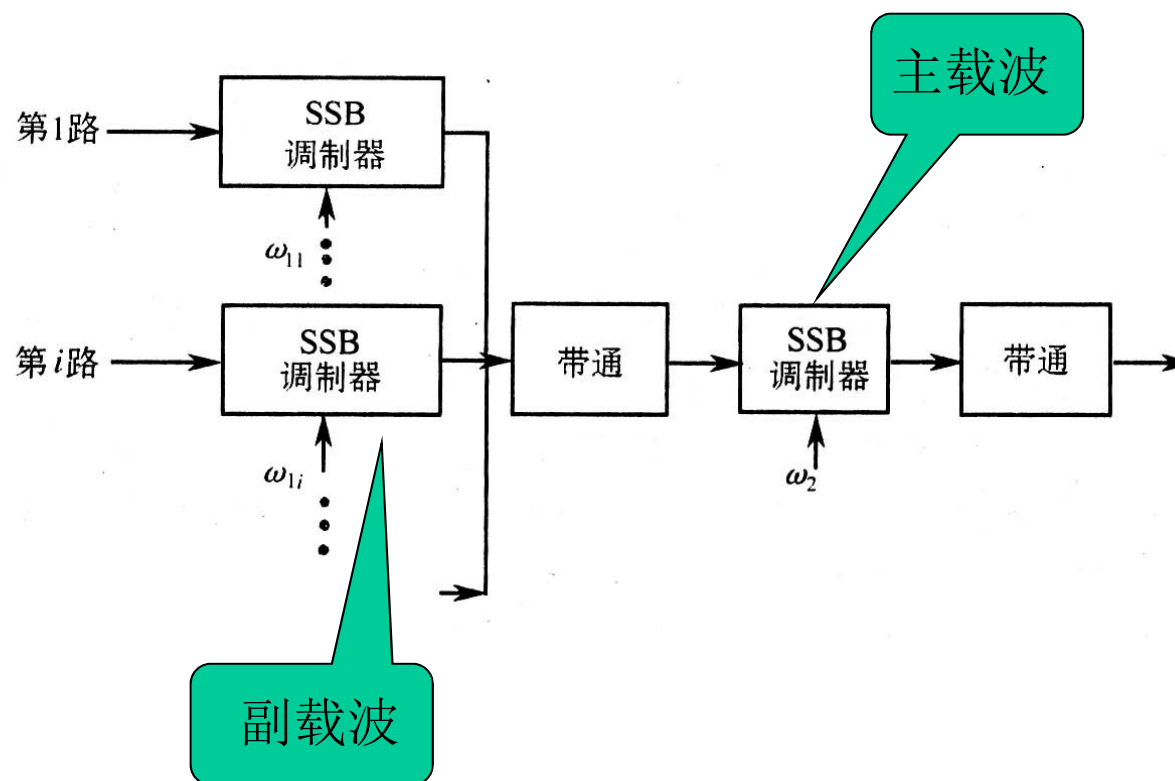 主载波
SSB
调制器
第1路
ω11
SSB
调制器
第i路
带通
SSB
调制器
带通
ω1i
ω2
副载波